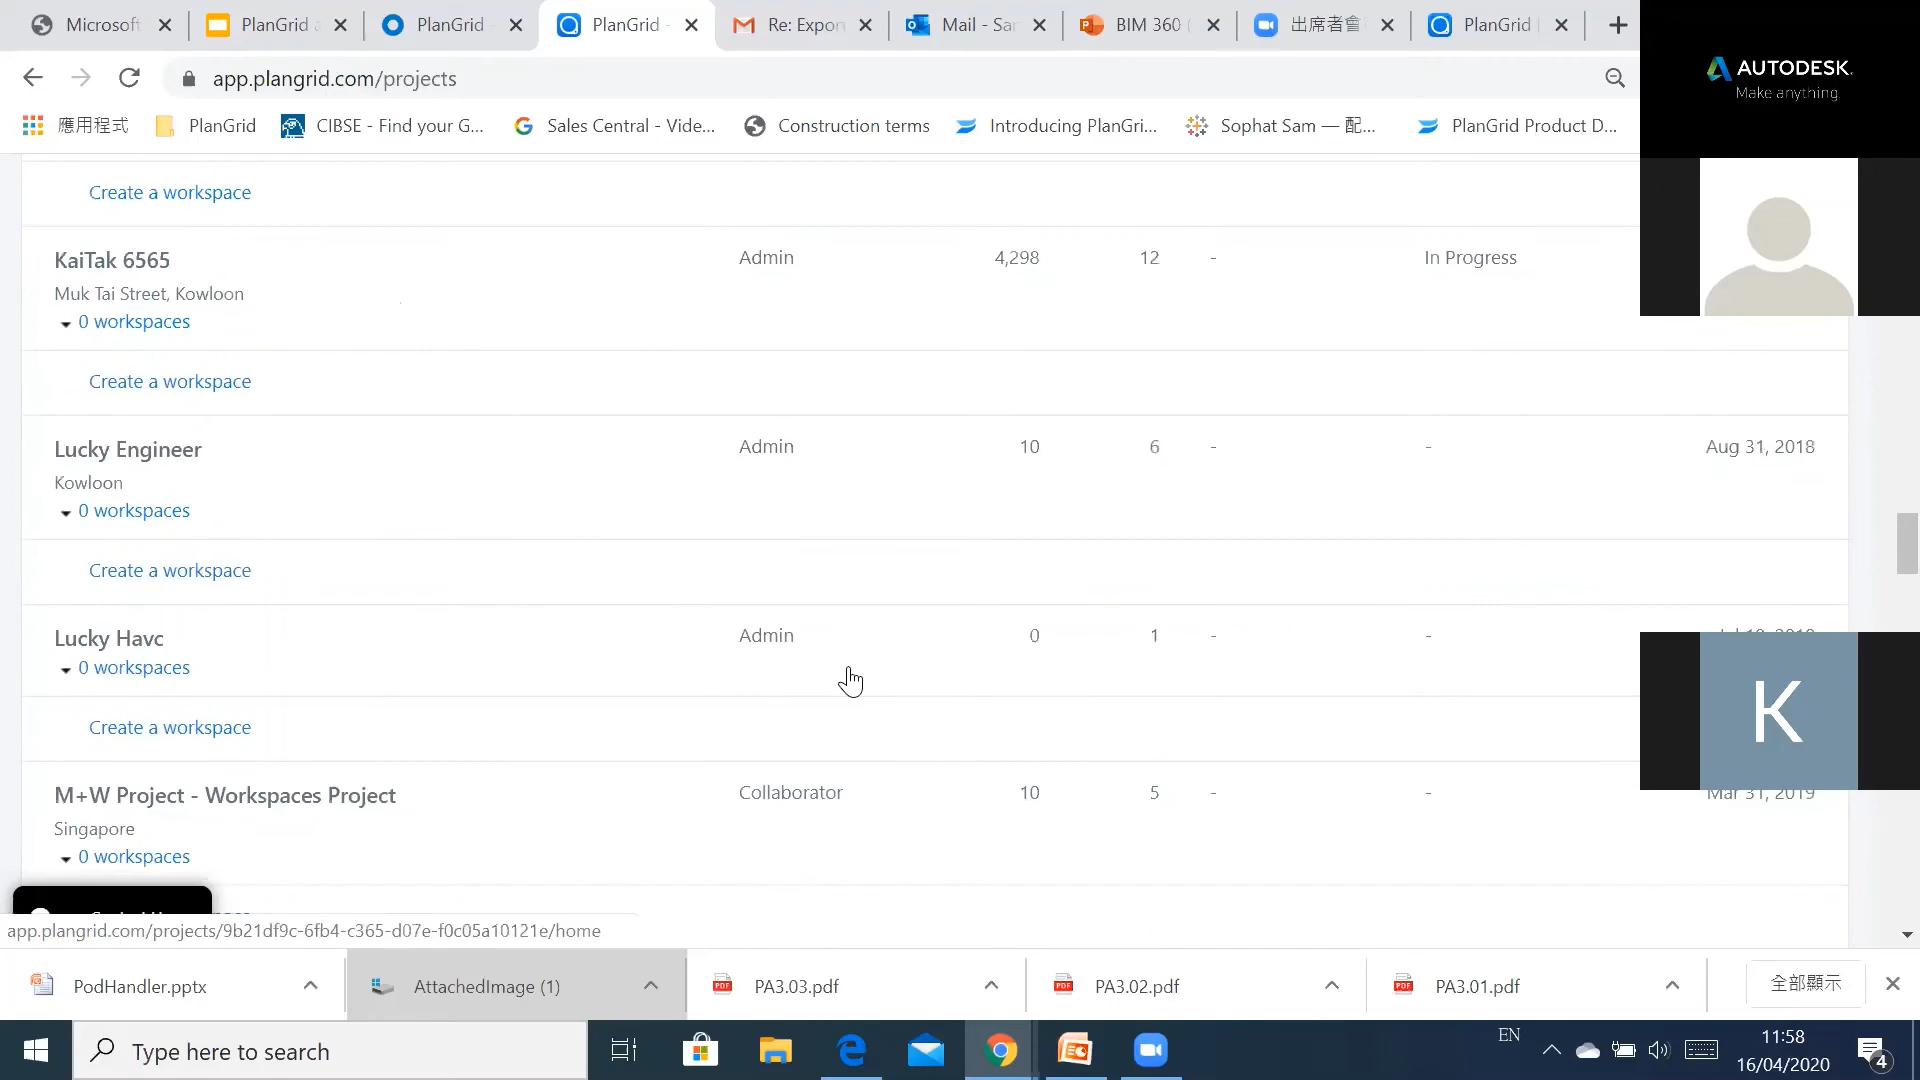 Microsoft
PlanGrid a
PlanGrid -
PlanGrid -
Re: Expor
Mail - Sar
BIM 360 (
出席者會
PlanGrid
app.plangrid.com/projects
應用程式
PlanGrid
CIBSE - Find your G...
Sales Central - Vide...
Construction terms
Introducing PlanGri...
Sophat Sam — 配...
PlanGrid Product D...
AUTODESK.
Make anything.
Create a workspace
KaiTak 6565 Admin 4,298 12 - In Progress
Muk Tai Street, Kowloon
0 workspaces
Create a workspace
Lucky Engineer Admin 10 6 - - Aug 31, 2018
Kowloon
0 workspaces
Create a workspace
Lucky Havc Admin 0 1 - -
0 workspaces
Create a workspace
K
M+W Project - Workspaces Project Collaborator 10 5 - - Mar 31, 2019
Singapore
0 workspaces
app.plangrid.com/projects/9b21df9c-6fb4-c365-d07e-f0c05a10121e/home
PodHandler.pptx
AttachedImage (1)
PA3.03.pdf
PA3.02.pdf
PA3.01.pdf
全部顯示
Type here to search
EN
11:58
16/04/2020
4